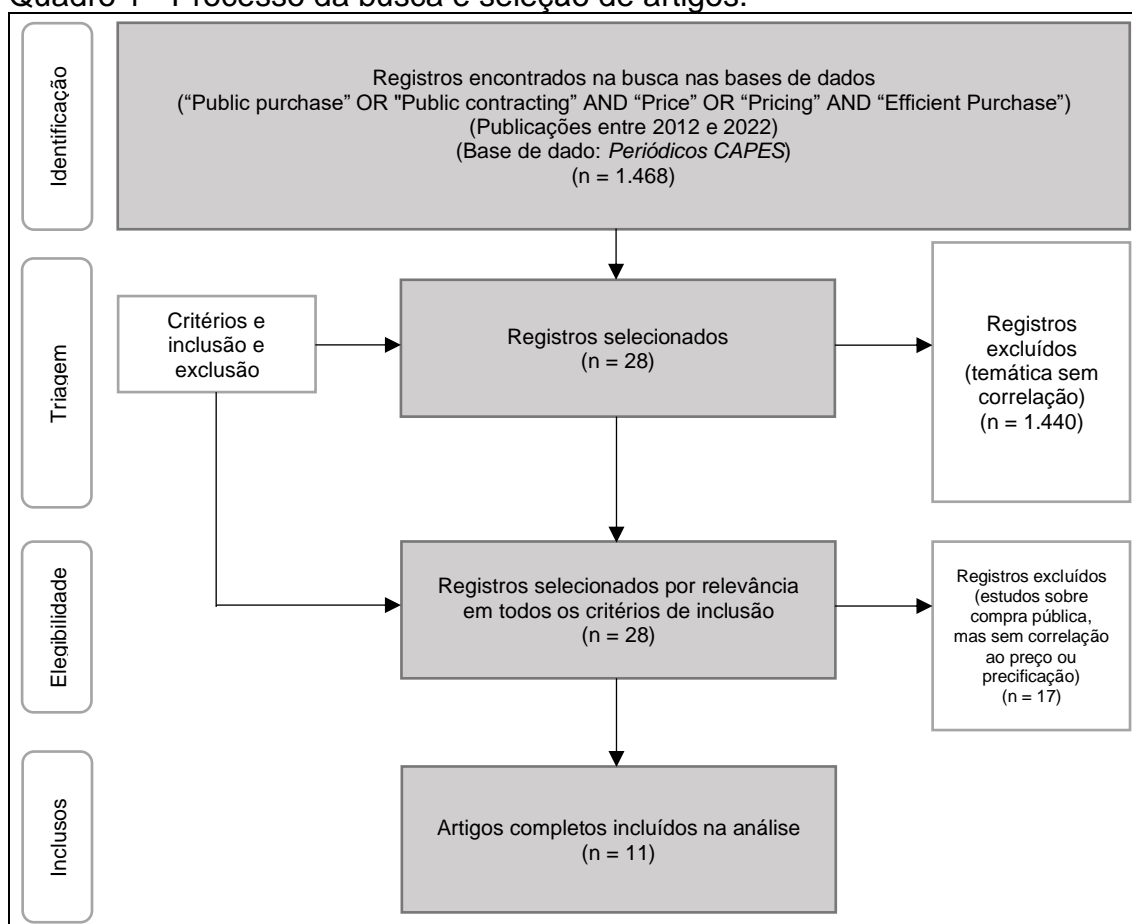 Quadro 1 - Processo da busca e seleção de artigos.
Identificação
Registros encontrados na busca nas bases de dados
(“Public purchase” OR "Public contracting” AND “Price” OR “Pricing” AND “Efficient Purchase”)
(Publicações entre 2012 e 2022)
(Base de dado: Periódicos CAPES)
(n = 1.468)
Triagem
Critérios e
inclusão e
exclusão
Registros selecionados
(n = 28)
Registros
excluídos
(temática sem
correlação)
(n = 1.440)
Elegibilidade
Registros selecionados por relevância
em todos os critérios de inclusão
(n = 28)
Registros excluídos
(estudos sobre
compra pública,
mas sem correlação
ao preço ou
precificação)
(n = 17)
Inclusos
Artigos completos incluídos na análise
(n = 11)